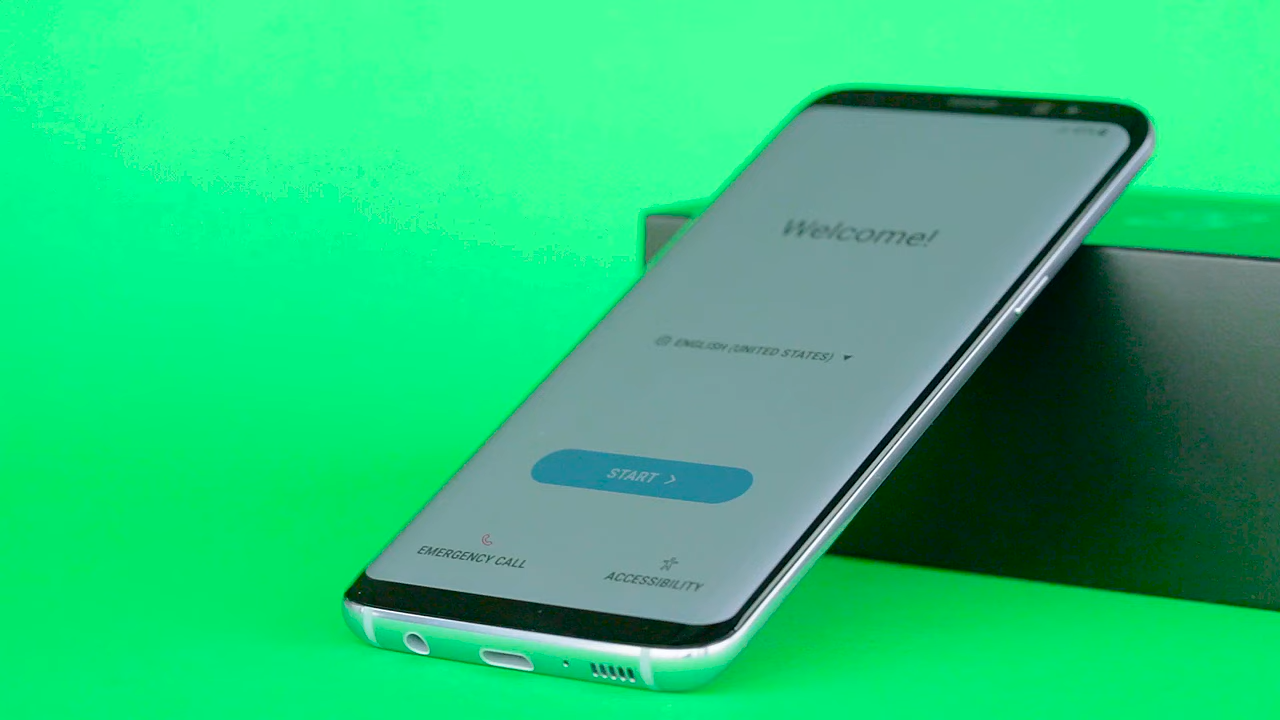 Welcome!
ENGLISH (UNITED STATES)
START
EMERGENCY CALL
ACCESSIBILITY